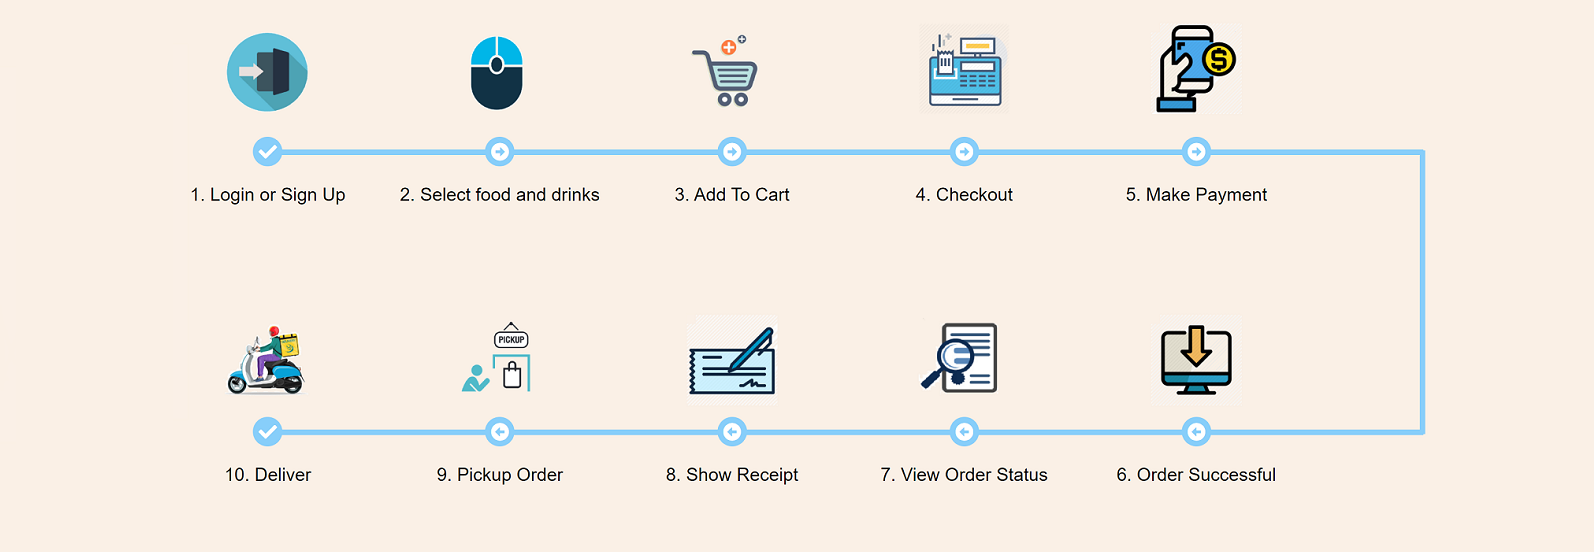 1. Login or Sign Up
2. Select food and drinks
3. Add To Cart
4. Checkout
5. Make Payment
PICKUP
10. Deliver
9. Pickup Order
8. Show Receipt
7. View Order Status
6. Order Successful